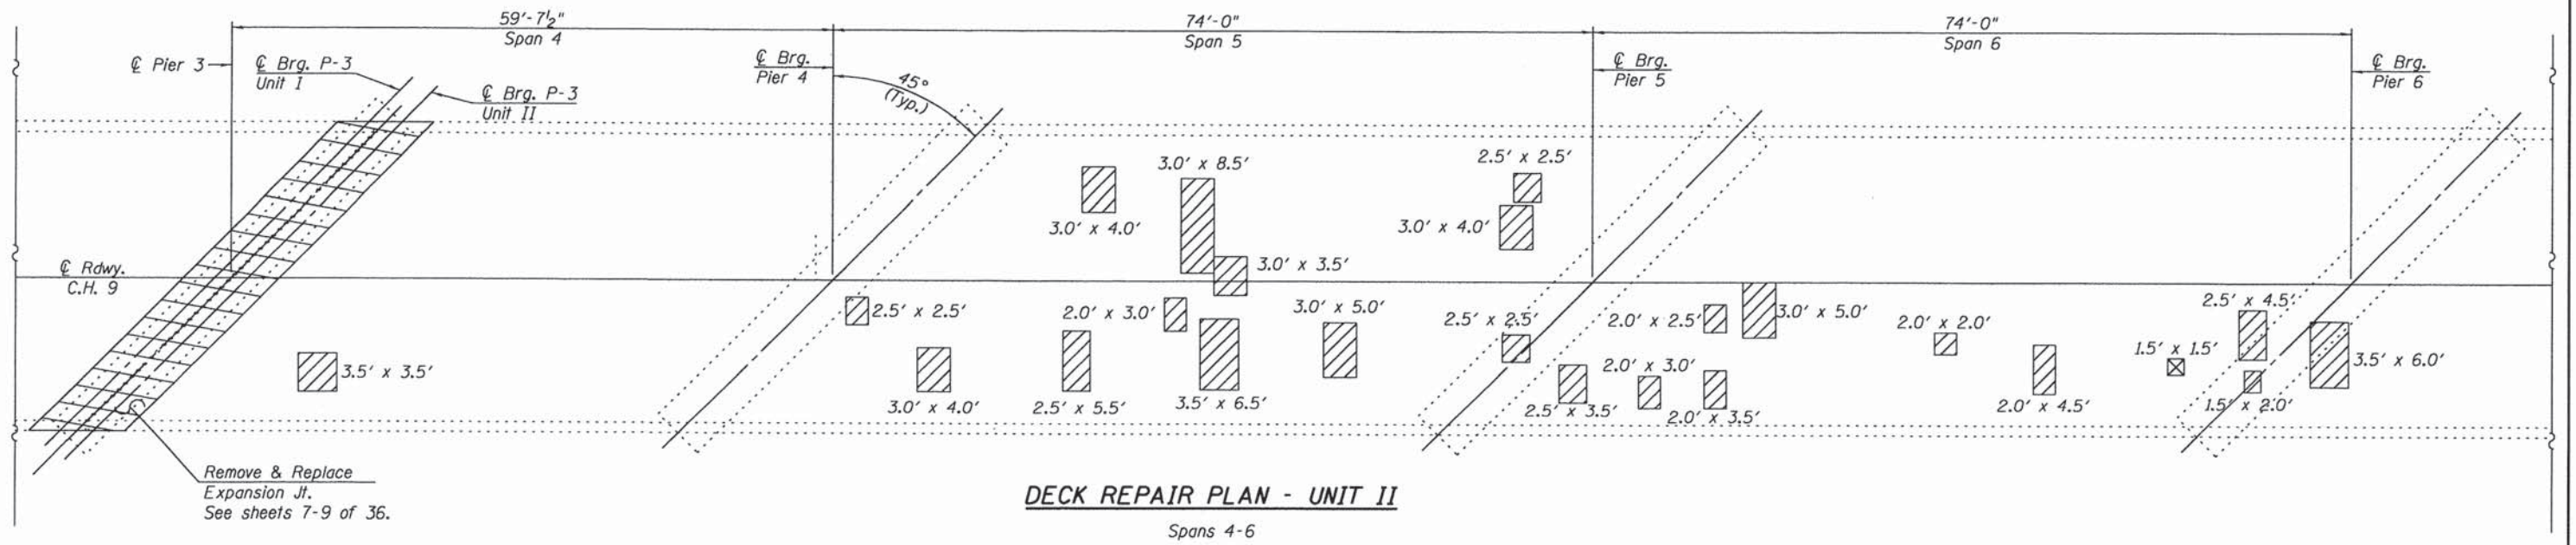 59'-7½"
Span 4
74'-0"
Span 5
74'-0"
Span 6
℄ Pier 3
℄ Brg. P-3
Unit I
℄ Brg. P-3
Unit II
℄ Brg.
Pier 4
45°
(Typ.)
℄ Brg.
Pier 5
℄ Brg.
Pier 6
3.0' x 8.5'
2.5' x 2.5'
3.0' x 4.0'
3.0' x 4.0'
3.0' x 3.5'
℄ Rdwy.
C.H. 9
2.5' x 2.5'
2.0' x 3.0'
3.0' x 5.0'
2.5' x 2.5'
2.0' x 2.5'
3.0' x 5.0'
2.0' x 2.0'
2.5' x 4.5'
1.5' x 1.5'
3.5' x 6.0'
3.5' x 3.5'
3.0' x 4.0'
2.5' x 5.5'
3.5' x 6.5'
2.0' x 3.0'
2.5' x 3.5'
2.0' x 3.5'
2.0' x 4.5'
1.5' x 2.0'
Remove & Replace
Expansion Jt.
See sheets 7-9 of 36.
DECK REPAIR PLAN - UNIT II
Spans 4-6